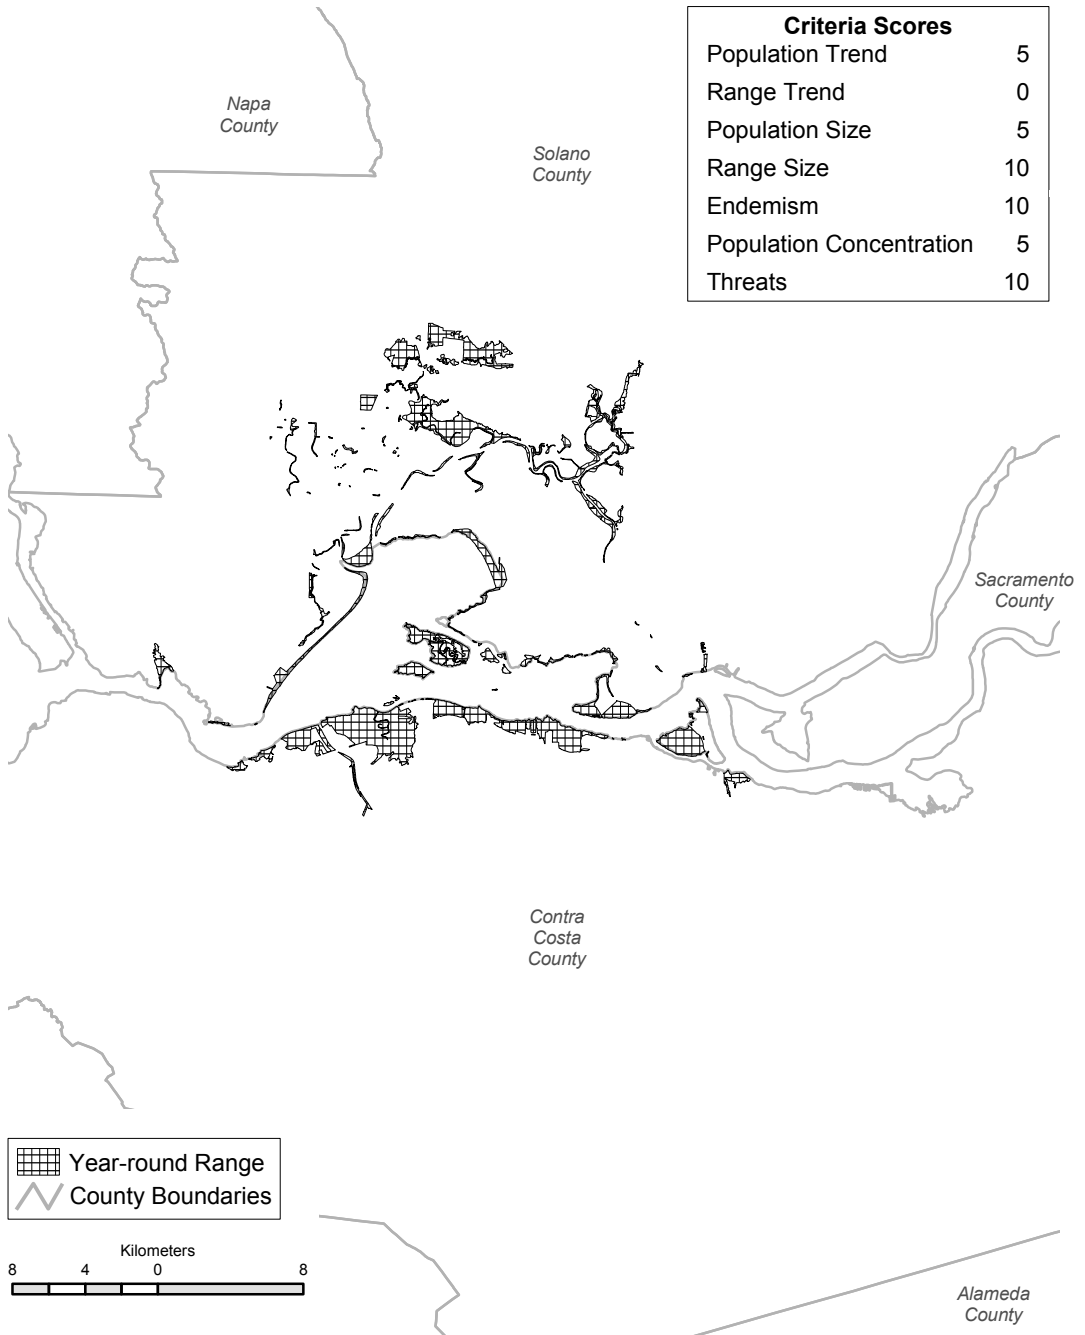 Criteria Scores
Population Trend 5
Range Trend 0
Population Size 5
Range Size 10
Endemism 10
Population Concentration 5
Threats 10
Napa
County
Solano
County
Sacramento
County
Contra
Costa
County
Year-round Range
County Boundaries
Kilometers
8 4 0 8
Alameda
County